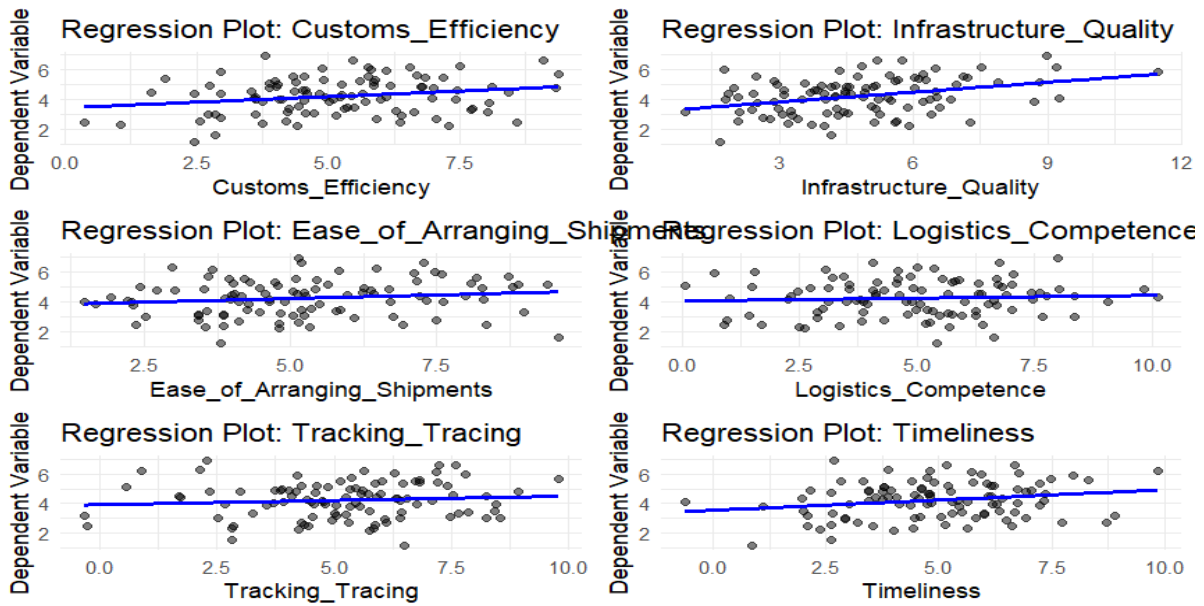 Regression Plot: Customs_Efficiency
Dependent Variable
6
4
2
0.0 2.5 5.0 7.5
Customs_Efficiency
Regression Plot: Infrastructure_Quality
Dependent Variable
6
4
2
3 6 9 12
Infrastructure_Quality
Regression Plot: Ease_of_Arranging_Shipments
Dependent Variable
6
4
2
2.5 5.0 7.5
Ease_of_Arranging_Shipments
Regression Plot: Logistics_Competence
Dependent Variable
6
4
2
0.0 2.5 5.0 7.5 10.0
Logistics_Competence
Regression Plot: Tracking_Tracing
Dependent Variable
6
4
2
0.0 2.5 5.0 7.5 10.0
Tracking_Tracing
Regression Plot: Timeliness
Dependent Variable
6
4
2
0.0 2.5 5.0 7.5 10.0
Timeliness